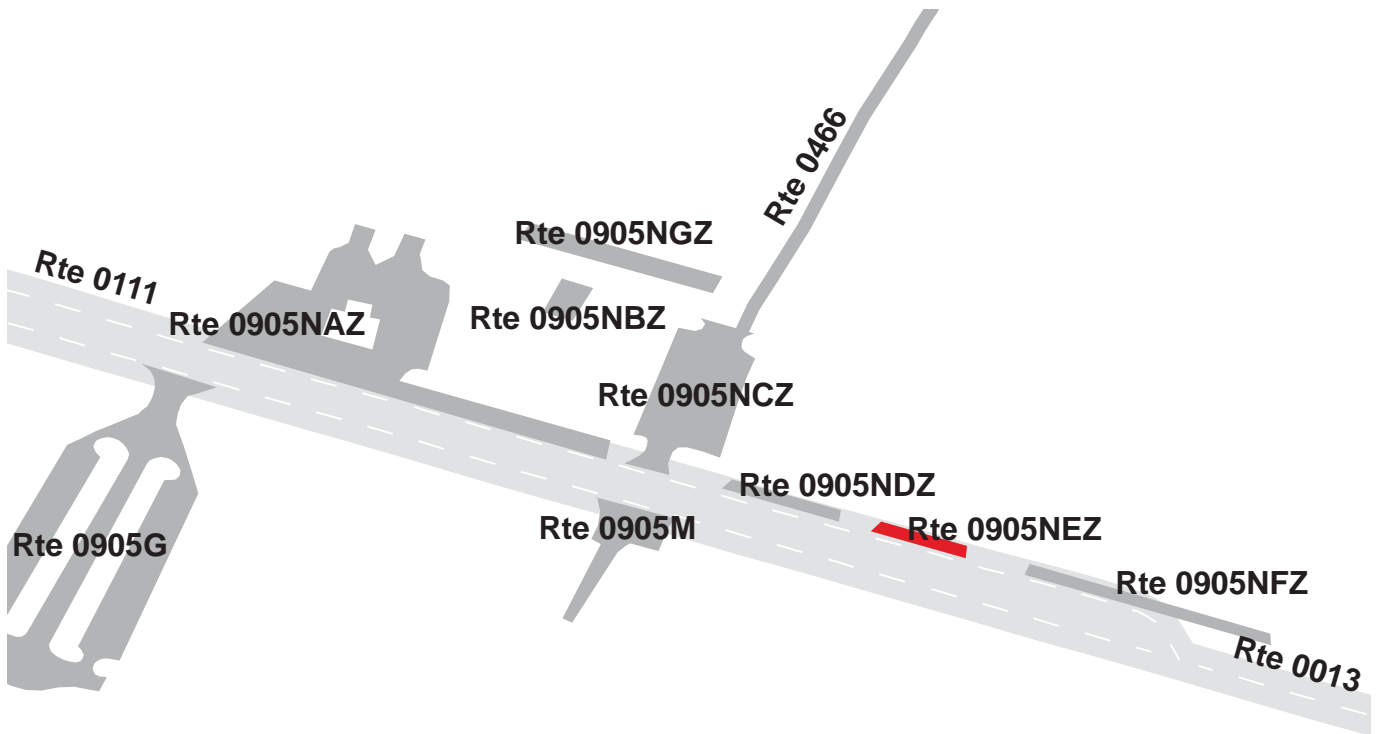 Rte 0466
Rte 0905NGZ
Rte 0111
Rte 0905NAZ
Rte 0905NBZ
Rte 0905NCZ
Rte 0905NDZ
Rte 0905M
Rte 0905NEZ
Rte 0905G
Rte 0905NFZ
Rte 0013